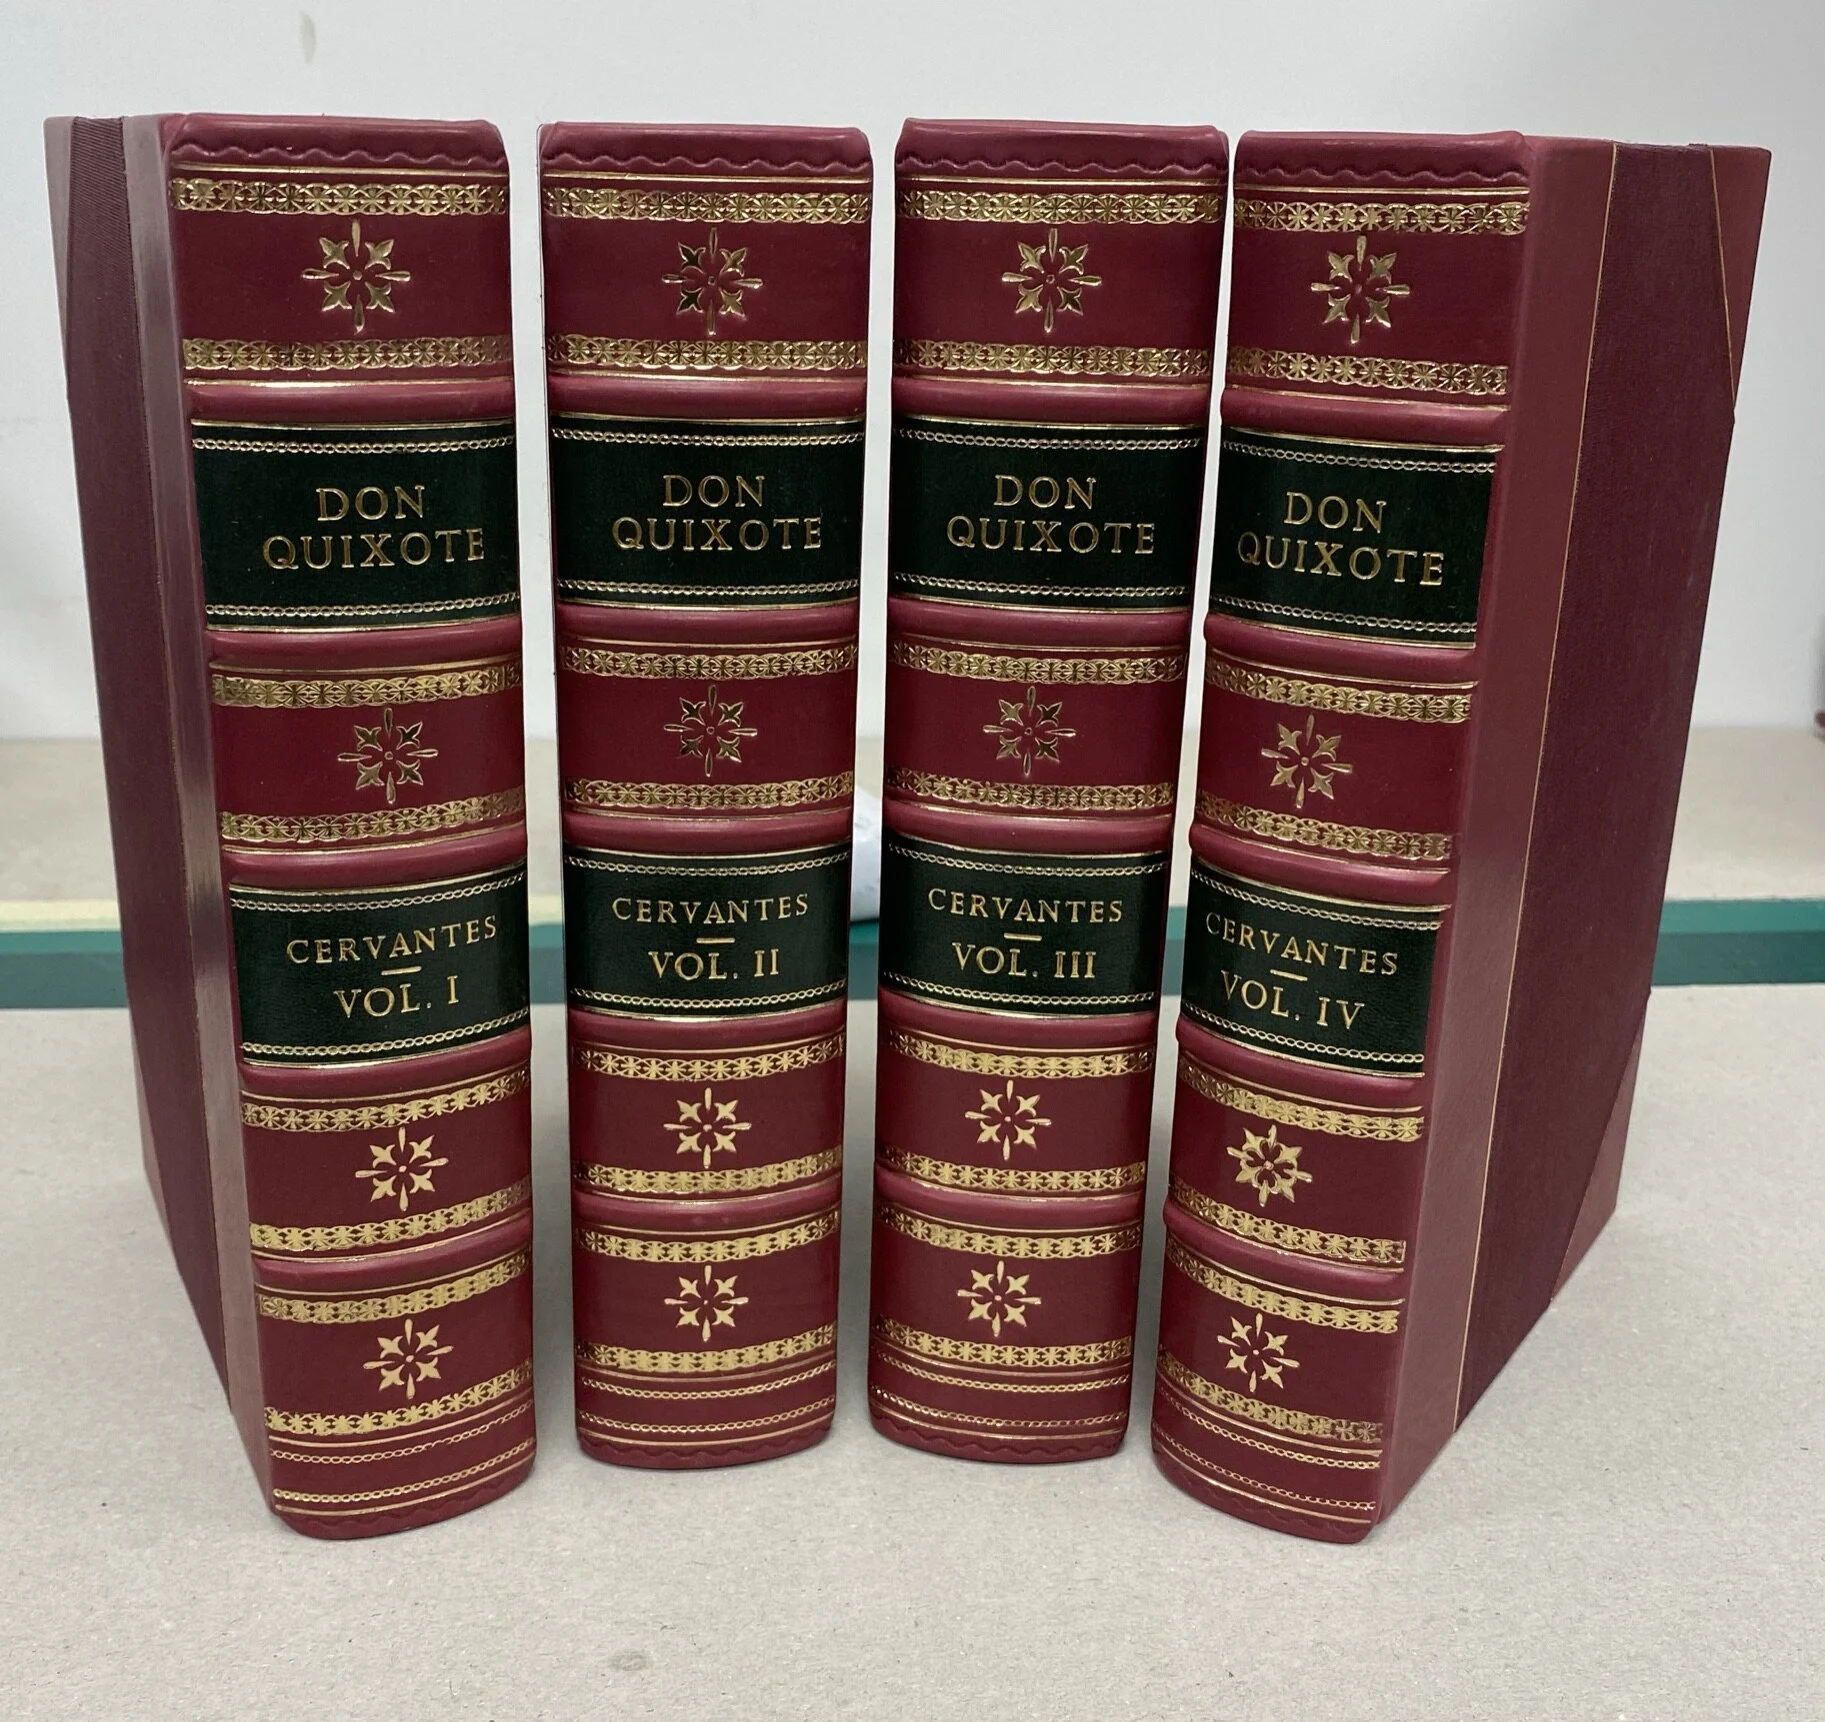 DON
QUIXOTE
CERVANTES
VOL. I
DON
QUIXOTE
CERVANTES
VOL. II
DON
QUIXOTE
CERVANTES
VOL. III
DON
QUIXOTE
CERVANTES
VOL. IV